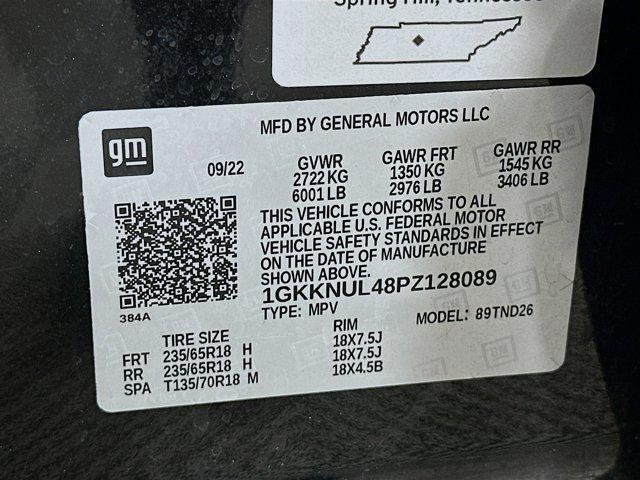 Spring Hill, Tennessee
gm
MFD BY GENERAL MOTORS LLC
09/22
GVWR GAWR FRT GAWR RR
2722 KG 1350 KG 1545 KG
6001 LB 2976 LB 3406 LB
THIS VEHICLE CONFORMS TO ALL
APPLICABLE U.S. FEDERAL MOTOR
VEHICLE SAFETY STANDARDS IN EFFECT
ON THE DATE OF MANUFACTURE
SHOWN ABOVE.
1GKKNUL48PZ128089
TYPE: MPV MODEL: 89TND26
384A
TIRE SIZE RIM
FRT 235/65R18 H 18X7.5J
RR 235/65R18 H 18X7.5J
SPA T135/70R18 M 18X4.5B